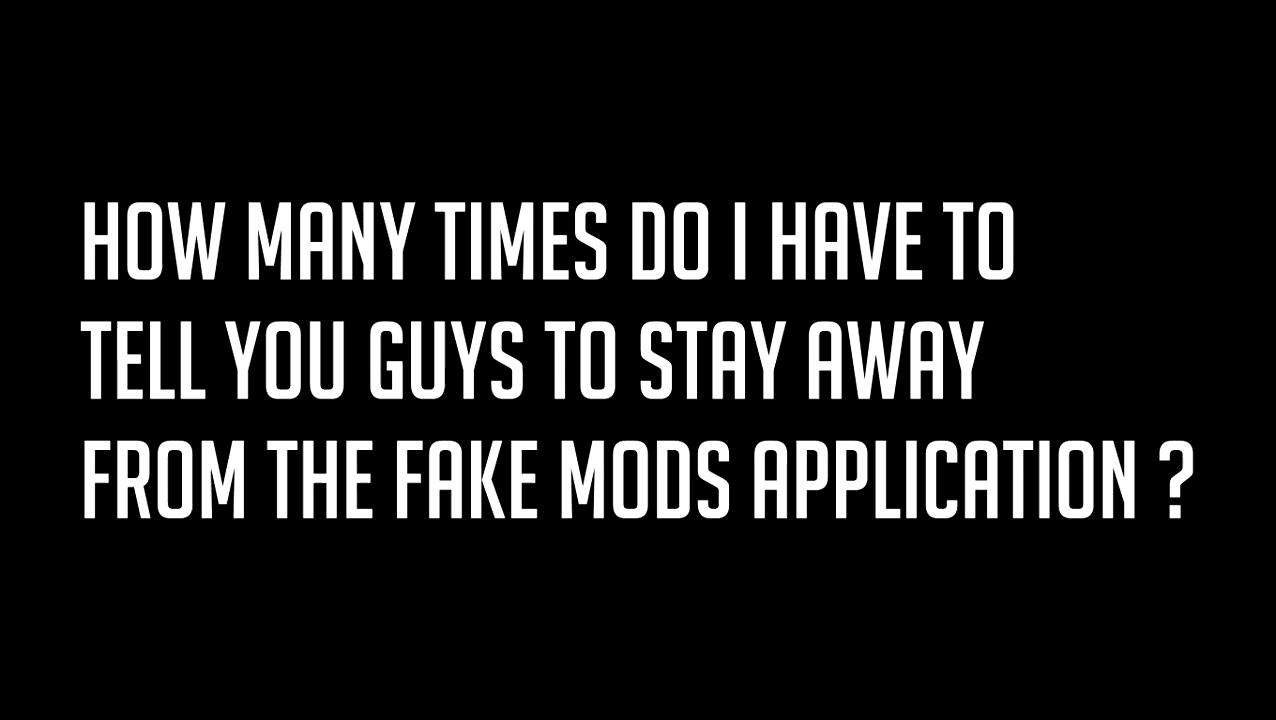 HOW MANY TIMES DO I HAVE TO
TELL YOU GUYS TO STAY AWAY
FROM THE FAKE MODS APPLICATION ?